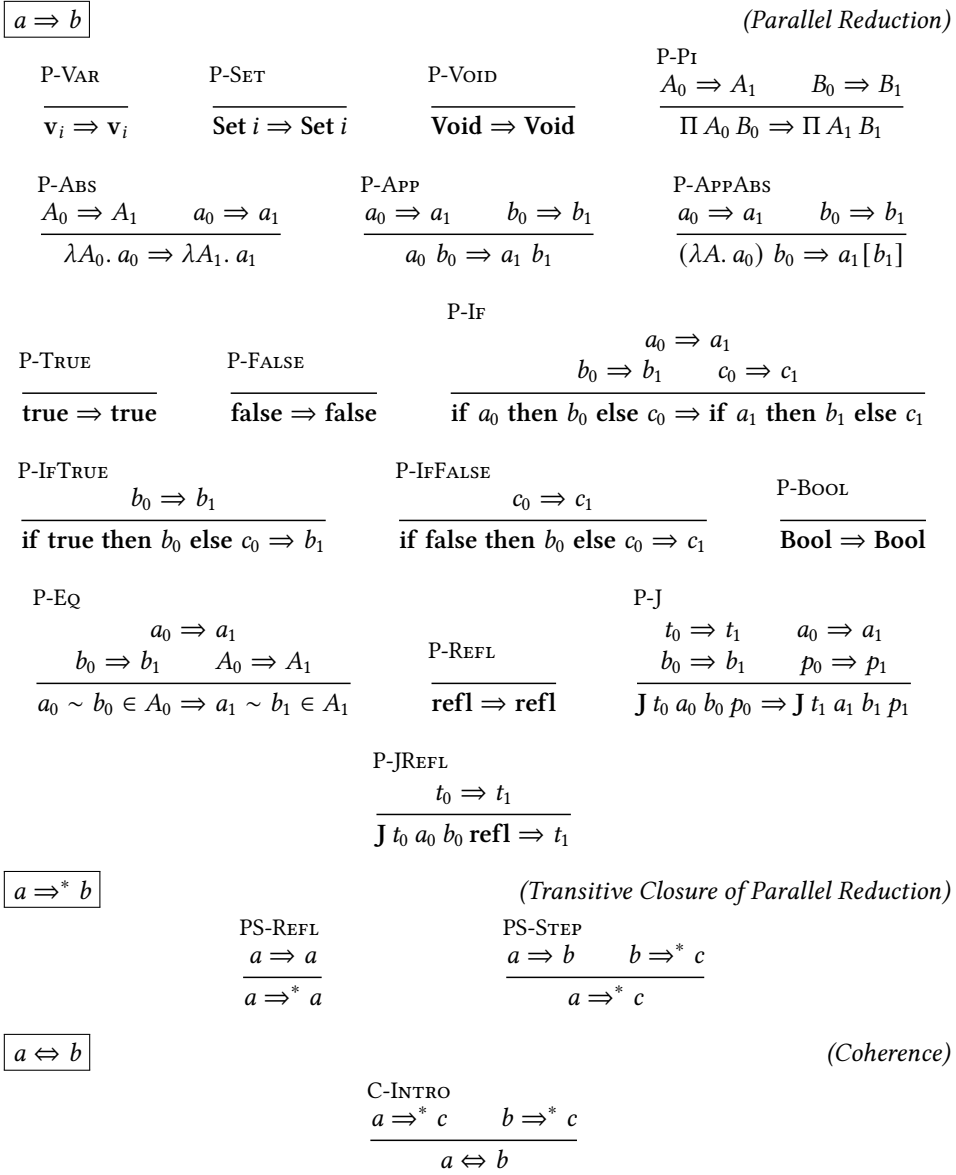 a ⇒ b (Parallel Reduction)
P-Var P-Set P-Void P-Pi
A₀ ⇒ A₁ B₀ ⇒ B₁
v_i ⇒ v_i Set i ⇒ Set i Void ⇒ Void Π A₀ B₀ ⇒ Π A₁ B₁
P-Abs P-App P-AppAbs
A₀ ⇒ A₁ a₀ ⇒ a₁ a₀ ⇒ a₁ b₀ ⇒ b₁ a₀ ⇒ a₁ b₀ ⇒ b₁
λA₀. a₀ ⇒ λA₁. a₁ a₀ b₀ ⇒ a₁ b₁ (λA. a₀) b₀ ⇒ a₁[b₁]
P-If
a₀ ⇒ a₁
P-True P-False b₀ ⇒ b₁ c₀ ⇒ c₁
true ⇒ true false ⇒ false if a₀ then b₀ else c₀ ⇒ if a₁ then b₁ else c₁
P-IfTrue P-IfFalse P-Bool
b₀ ⇒ b₁ c₀ ⇒ c₁
if true then b₀ else c₀ ⇒ b₁ if false then b₀ else c₀ ⇒ c₁ Bool ⇒ Bool
P-Eq P-J
a₀ ⇒ a₁ t₀ ⇒ t₁ a₀ ⇒ a₁
b₀ ⇒ b₁ A₀ ⇒ A₁ P-Refl b₀ ⇒ b₁ p₀ ⇒ p₁
a₀ ∼ b₀ ∈ A₀ ⇒ a₁ ∼ b₁ ∈ A₁ refl ⇒ refl J t₀ a₀ b₀ p₀ ⇒ J t₁ a₁ b₁ p₁
P-JRefl
t₀ ⇒ t₁
J t₀ a₀ b₀ refl ⇒ t₁
a ⇒* b (Transitive Closure of Parallel Reduction)
PS-Refl PS-Step
a ⇒ a a ⇒ b b ⇒* c
a ⇒* a a ⇒* c
a ⇔ b (Coherence)
C-Intro
a ⇒* c b ⇒* c
a ⇔ b